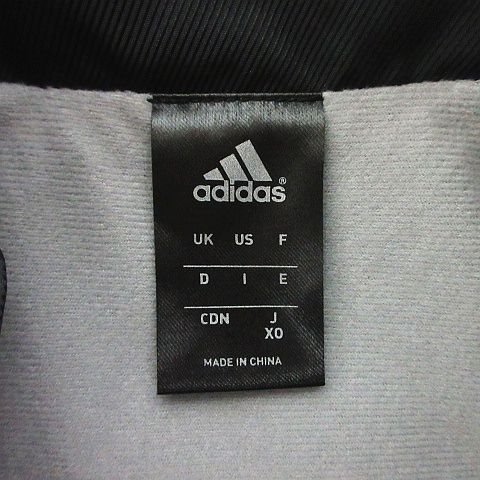 adidas®
UK US F
D I E
CDN J
XO
MADE IN CHINA